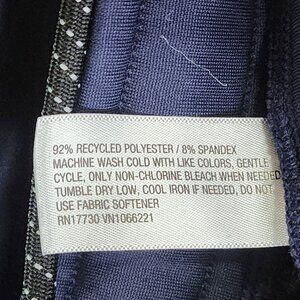 92% RECYCLED POLYESTER / 8% SPANDEX
MACHINE WASH COLD WITH LIKE COLORS, GENTLE
CYCLE, ONLY NON-CHLORINE BLEACH WHEN NEEDED
TUMBLE DRY LOW, COOL IRON IF NEEDED, DO NOT
USE FABRIC SOFTENER
RN17730 VN1066221